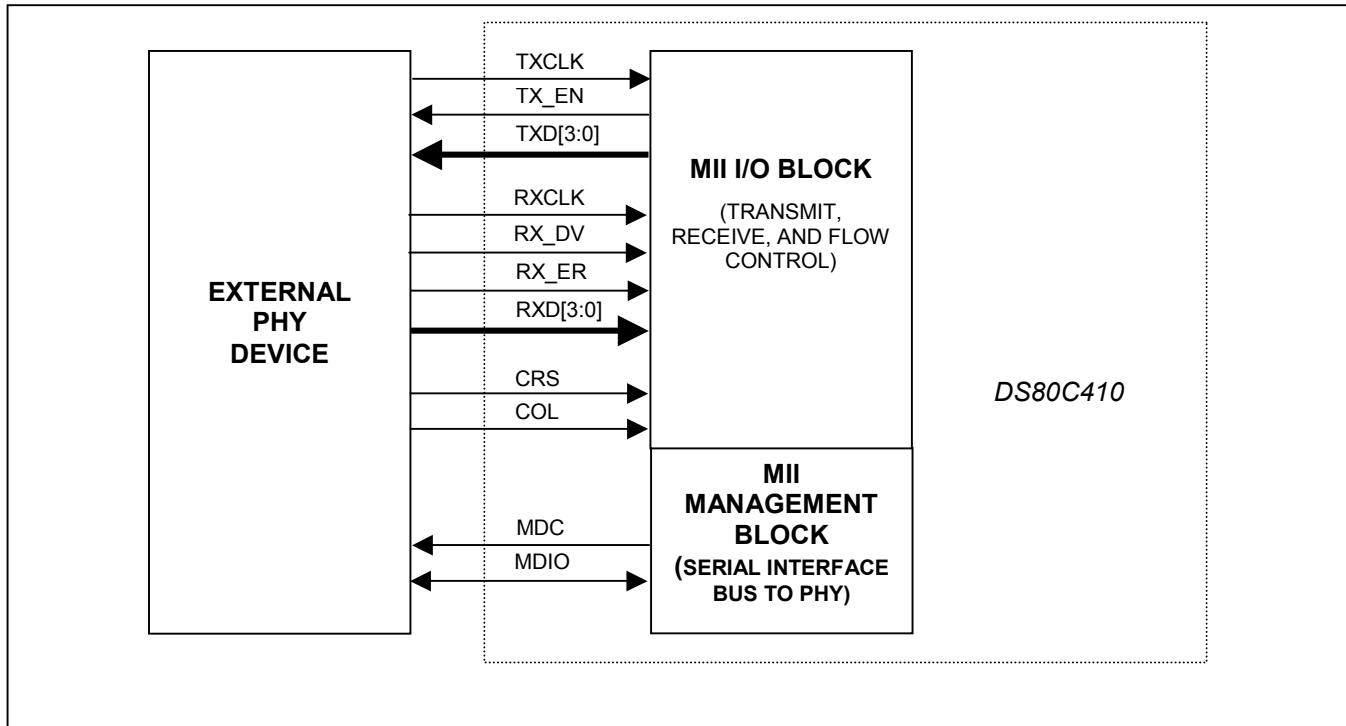 EXTERNAL
PHY
DEVICE
TXCLK
TX_EN
TXD[3:0]
RXCLK
RX_DV
RX_ER
RXD[3:0]
CRS
COL
MDC
MDIO
MII I/O BLOCK
(TRANSMIT,
RECEIVE, AND FLOW
CONTROL)
MII
MANAGEMENT
BLOCK
(SERIAL INTERFACE
BUS TO PHY)
DS80C410